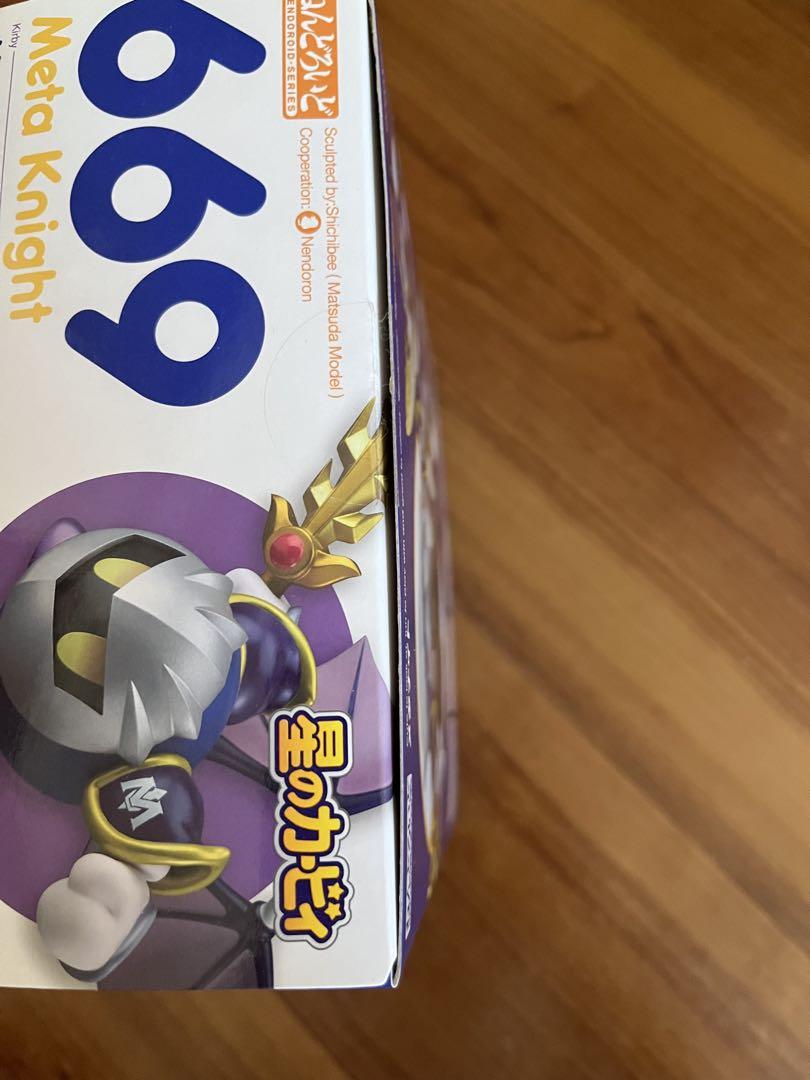 ねんどろいど
ENDOROID-SERIES
Sculpted by:Shichibee ( Matsuda Model )
Cooperation: Nendoron
669
Meta Knight
Kirby
M
星のカービィ